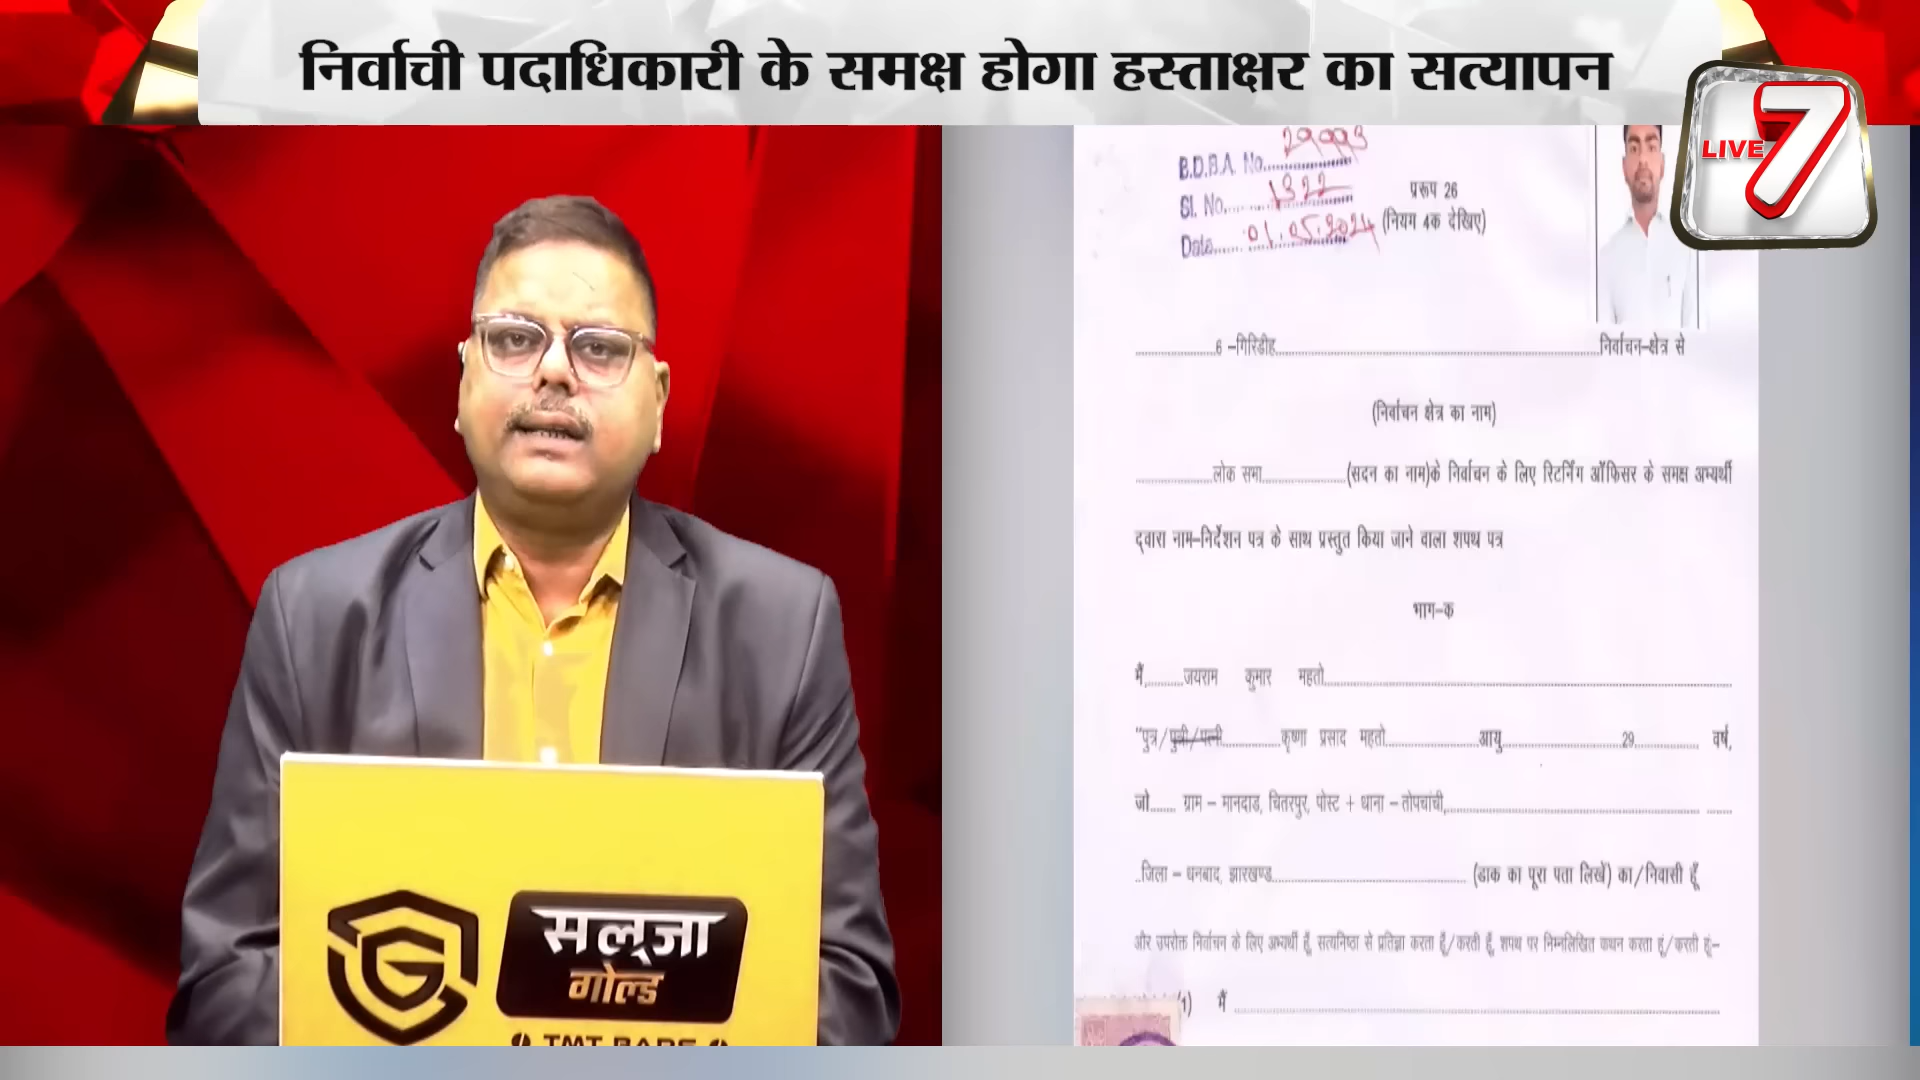 निर्वाची पदाधिकारी के समक्ष होगा हस्ताक्षर का सत्यापन
LIVE 7
B.D.B.A. No. 29993
Sl. No. 1322
Date 01.05.2024
प्ररूप 26
(नियम 4क देखिए)
6 –गिरिडीह निर्वाचन–क्षेत्र से
(निर्वाचन क्षेत्र का नाम)
लोक सभा (सदन का नाम)के निर्वाचन के लिए रिटर्निंग ऑफिसर के समक्ष अभ्यर्थी
द्वारा नाम–निर्देशन पत्र के साथ प्रस्तुत किया जाने वाला शपथ पत्र
भाग–क
मैं, जयराम कुमार महतो
"पुत्र/पुत्री/पत्नी कृष्णा प्रसाद महतो आयु 29 वर्ष,
जो ग्राम – मानदाड, चितरपुर, पोस्ट + थाना – तोपचांची,
जिला – धनबाद, झारखण्ड (डाक का पूरा पता लिखें) का/निवासी हूँ
और उपरोक्त निर्वाचन के लिए अभ्यर्थी हूँ, सत्यनिष्ठा से प्रतिज्ञा करता हूँ/करती हूँ, शपथ पर निम्नलिखित कथन करता हूं/करती हूं:–
(1) मैं
सलूजा
गोल्ड
TMT BARS